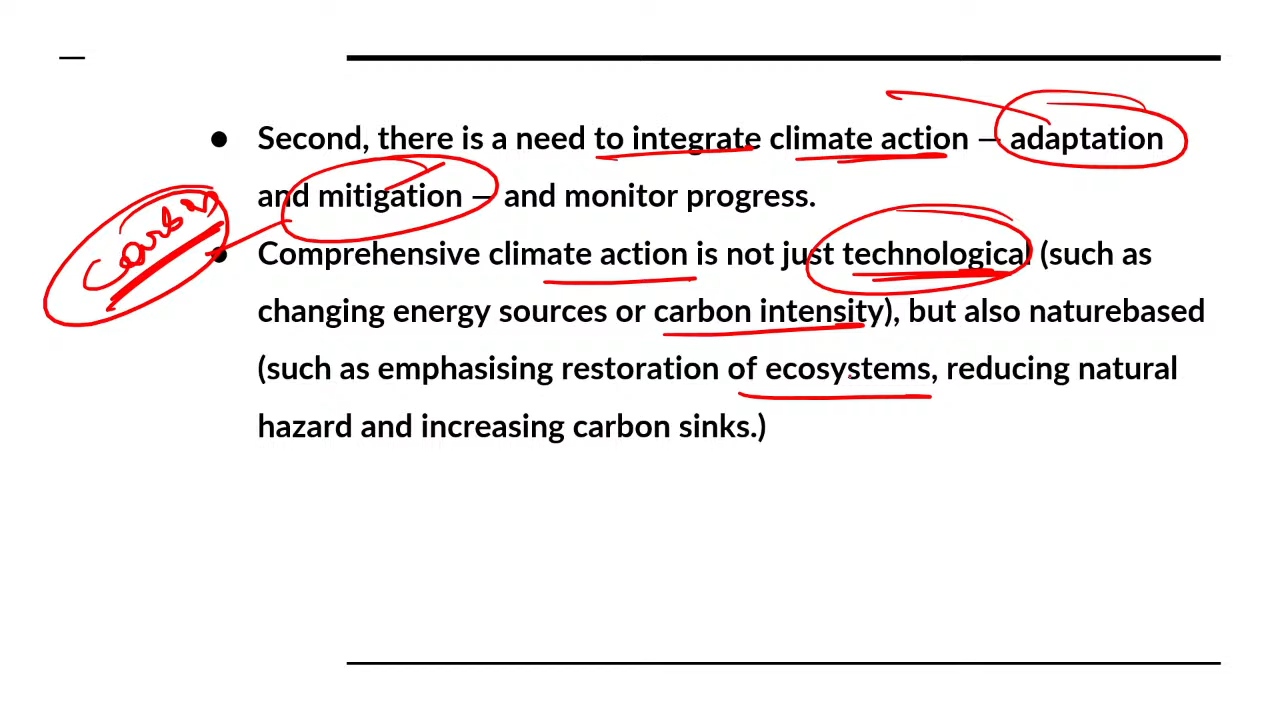 ● Second, there is a need to integrate climate action — adaptation
and mitigation — and monitor progress.
Carbon
● Comprehensive climate action is not just technological (such as
changing energy sources or carbon intensity), but also naturebased
(such as emphasising restoration of ecosystems, reducing natural
hazard and increasing carbon sinks.)